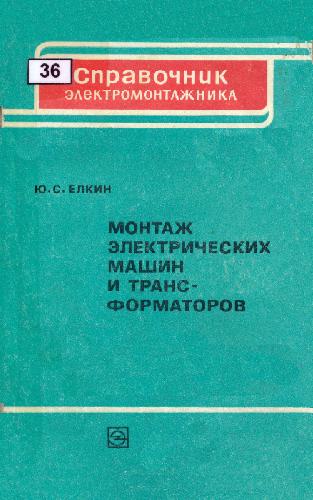 36
Справочник
ЭЛЕКТРОМОНТАЖНИКА
Ю.С. ЕЛКИН
МОНТАЖ
ЭЛЕКТРИЧЕСКИХ
МАШИН
И ТРАНС-
ФОРМАТОРОВ